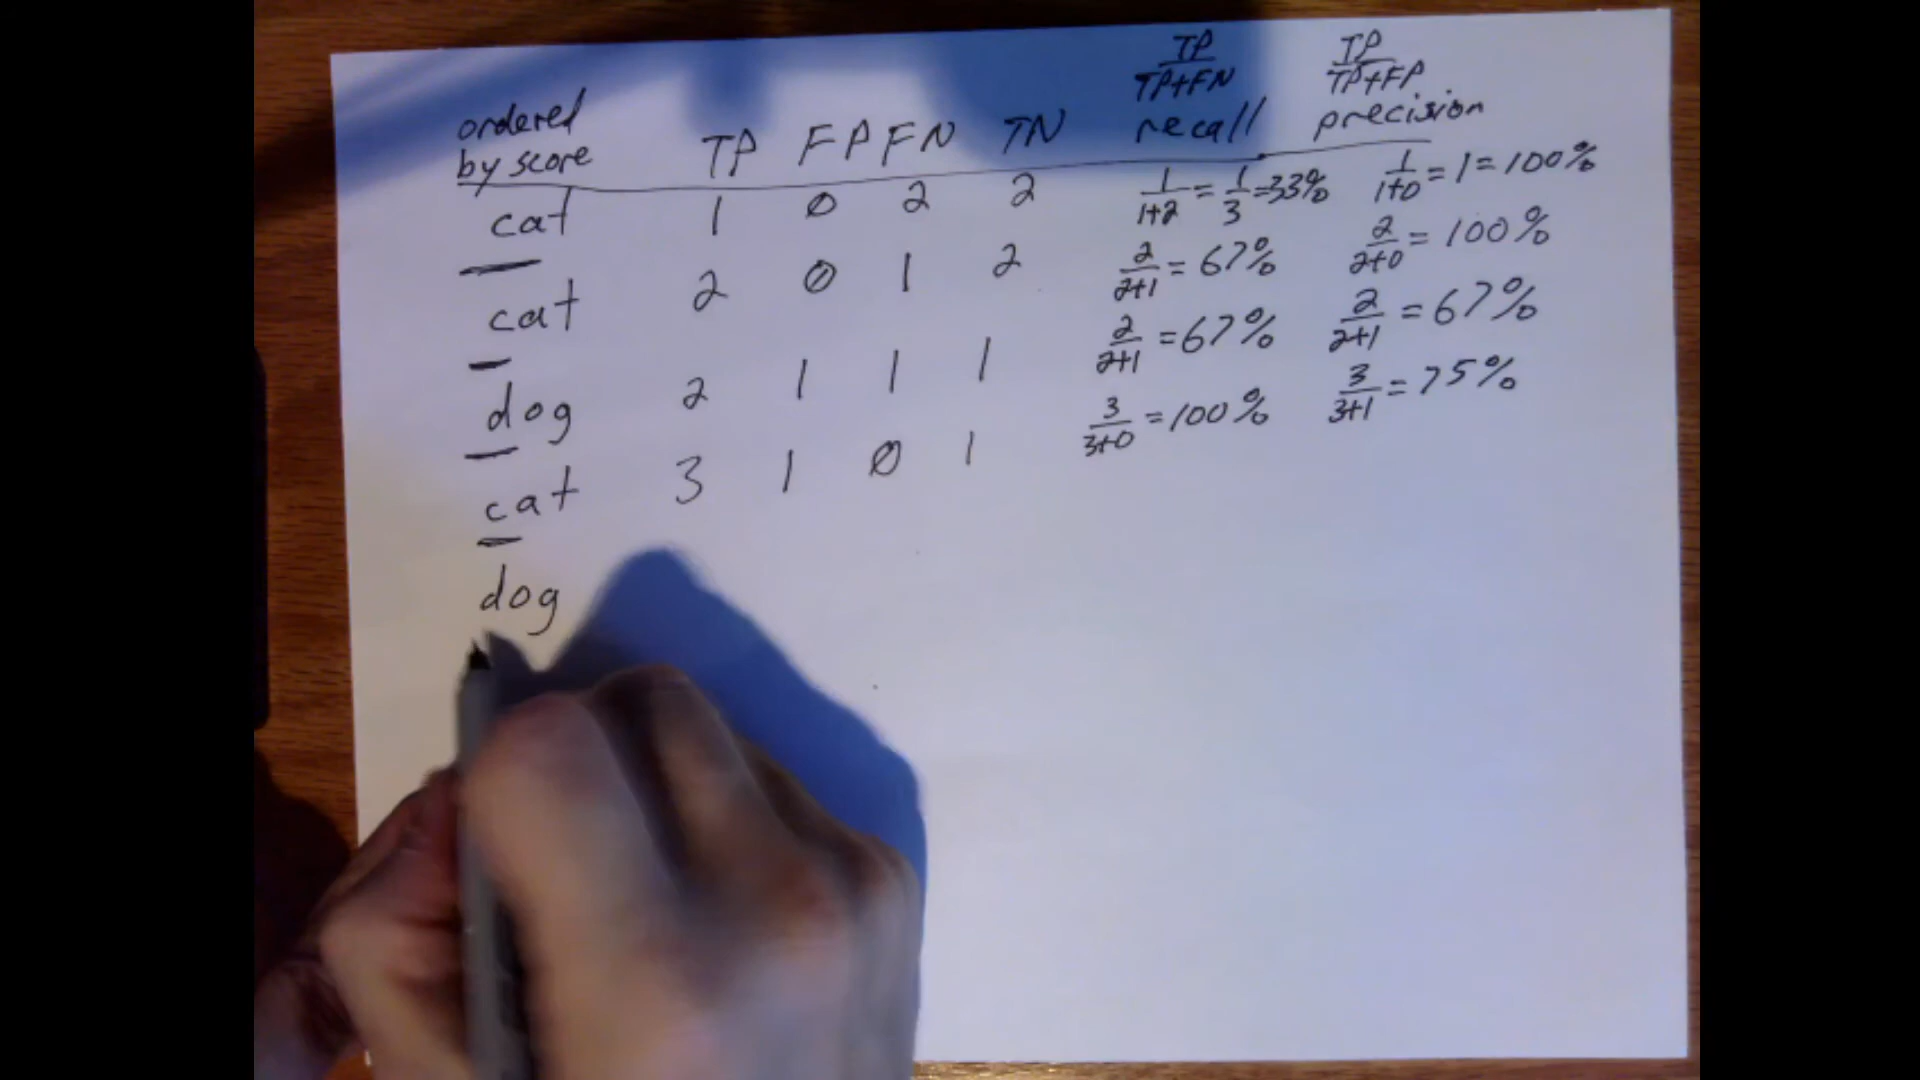 ordered by score TP FP FN TN TP/TP+FN recall TP/TP+FP precision
cat 1 0 2 2 1/1+2 = 1/3 = 33% 1/1+0 = 1 = 100%
cat 2 0 1 2 2/2+1 = 67% 2/2+0 = 100%
dog 2 1 1 1 2/2+1 = 67% 2/2+1 = 67%
cat 3 1 0 1 3/3+0 = 100% 3/3+1 = 75%
dog